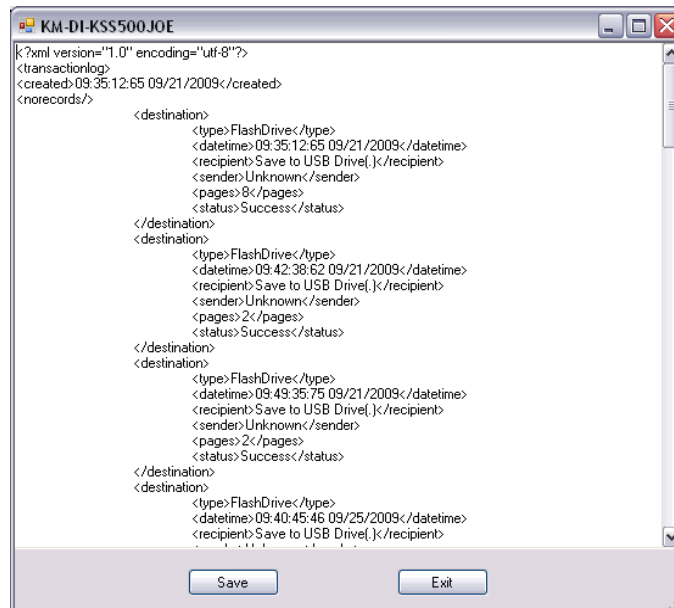 KM-DI-KSS500JOE
<?xml version="1.0" encoding="utf-8"?>
<transactionlog>
<created>09:35:12:65 09/21/2009</created>
<norecords/>
<destination>
<type>FlashDrive</type>
<datetime>09:35:12:65 09/21/2009</datetime>
<recipient>Save to USB Drive(.)</recipient>
<sender>Unknown</sender>
<pages>8</pages>
<status>Success</status>
</destination>
<destination>
<type>FlashDrive</type>
<datetime>09:42:38:62 09/21/2009</datetime>
<recipient>Save to USB Drive(.)</recipient>
<sender>Unknown</sender>
<pages>2</pages>
<status>Success</status>
</destination>
<destination>
<type>FlashDrive</type>
<datetime>09:49:35:75 09/21/2009</datetime>
<recipient>Save to USB Drive(.)</recipient>
<sender>Unknown</sender>
<pages>2</pages>
<status>Success</status>
</destination>
<destination>
<type>FlashDrive</type>
<datetime>09:40:45:46 09/25/2009</datetime>
<recipient>Save to USB Drive(.)</recipient>
Save
Exit